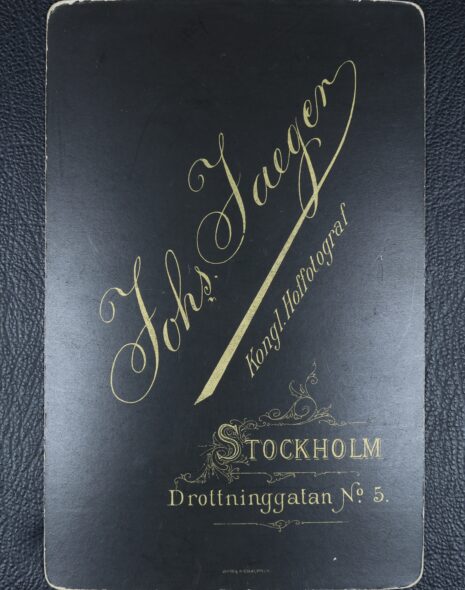 Johs. Jaeger
Kongl. Hoffotograf
STOCKHOLM
Drottninggatan No 5.